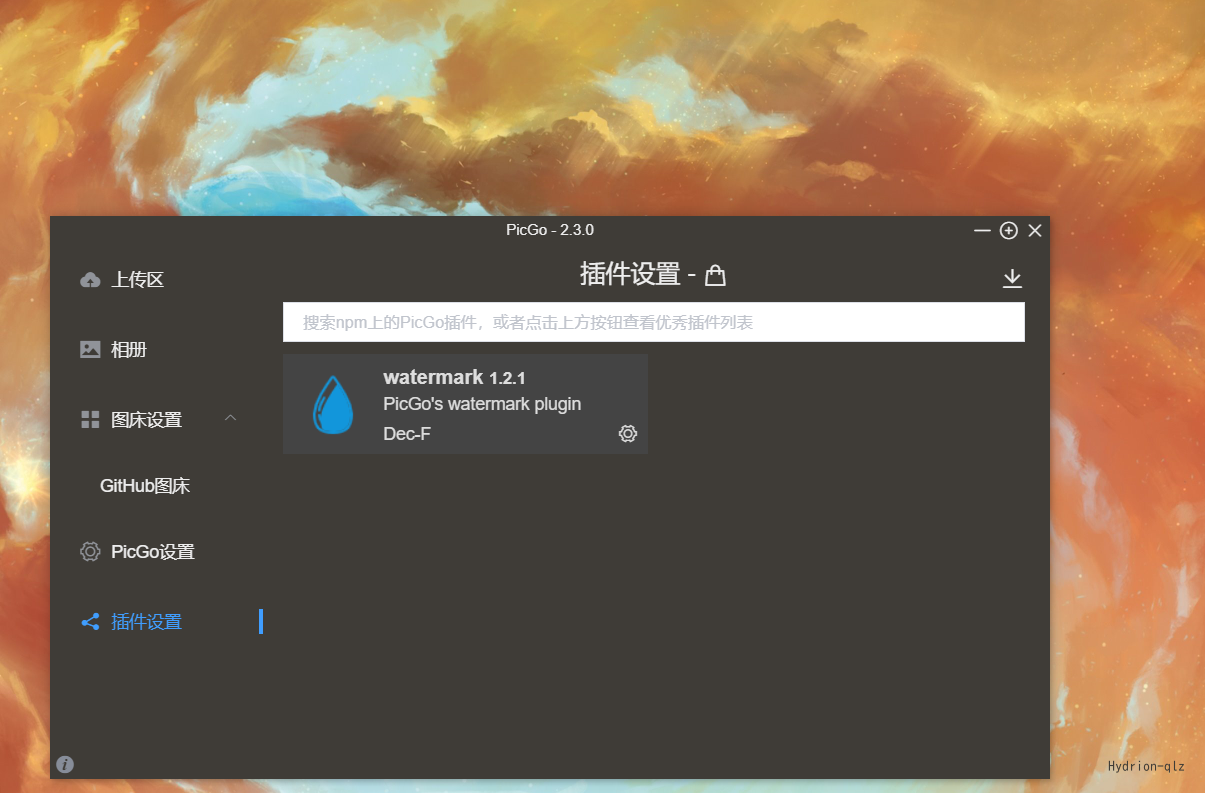 PicGo - 2.3.0
上传区
相册
图床设置
GitHub图床
PicGo设置
插件设置
插件设置 -
搜索npm上的PicGo插件，或者点击上方按钮查看优秀插件列表
watermark 1.2.1
PicGo's watermark plugin
Dec-F
Hydrion-qlz